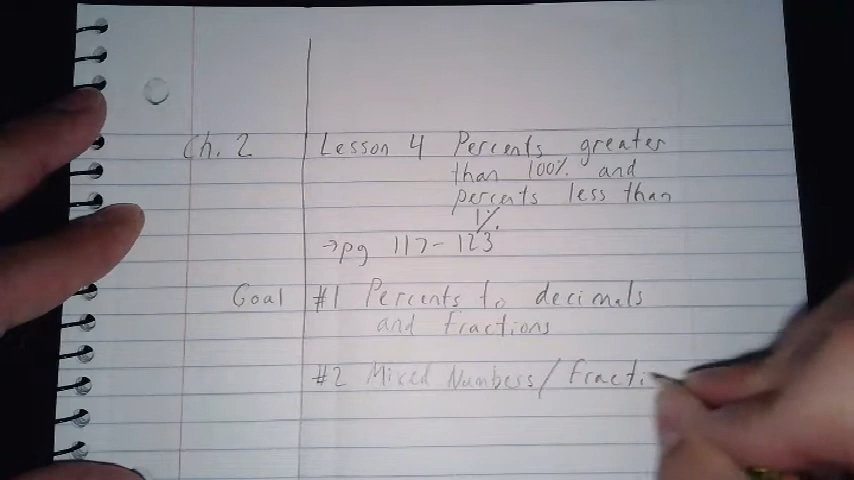 Ch. 2 Lesson 4 Percents greater
than 100% and
percents less than
1%
→pg 117-123
Goal #1 Percents to decimals
and fractions
#2 Mixed Numbers/Fracti